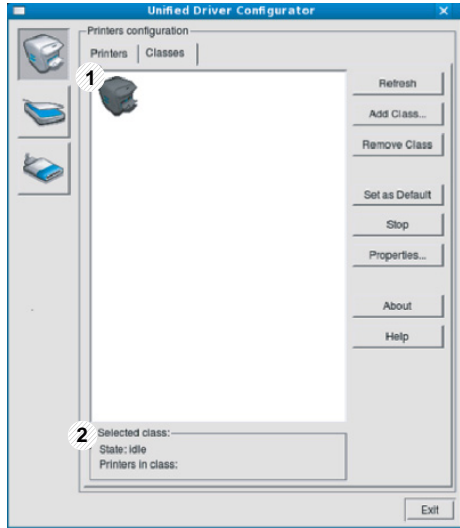 Unified Driver Configurator
Printers configuration
Printers
Classes
1
Refresh
Add Class...
Remove Class
Set as Default
Stop
Properties...
About
Help
2
Selected class:
State: idle
Printers in class:
Exit